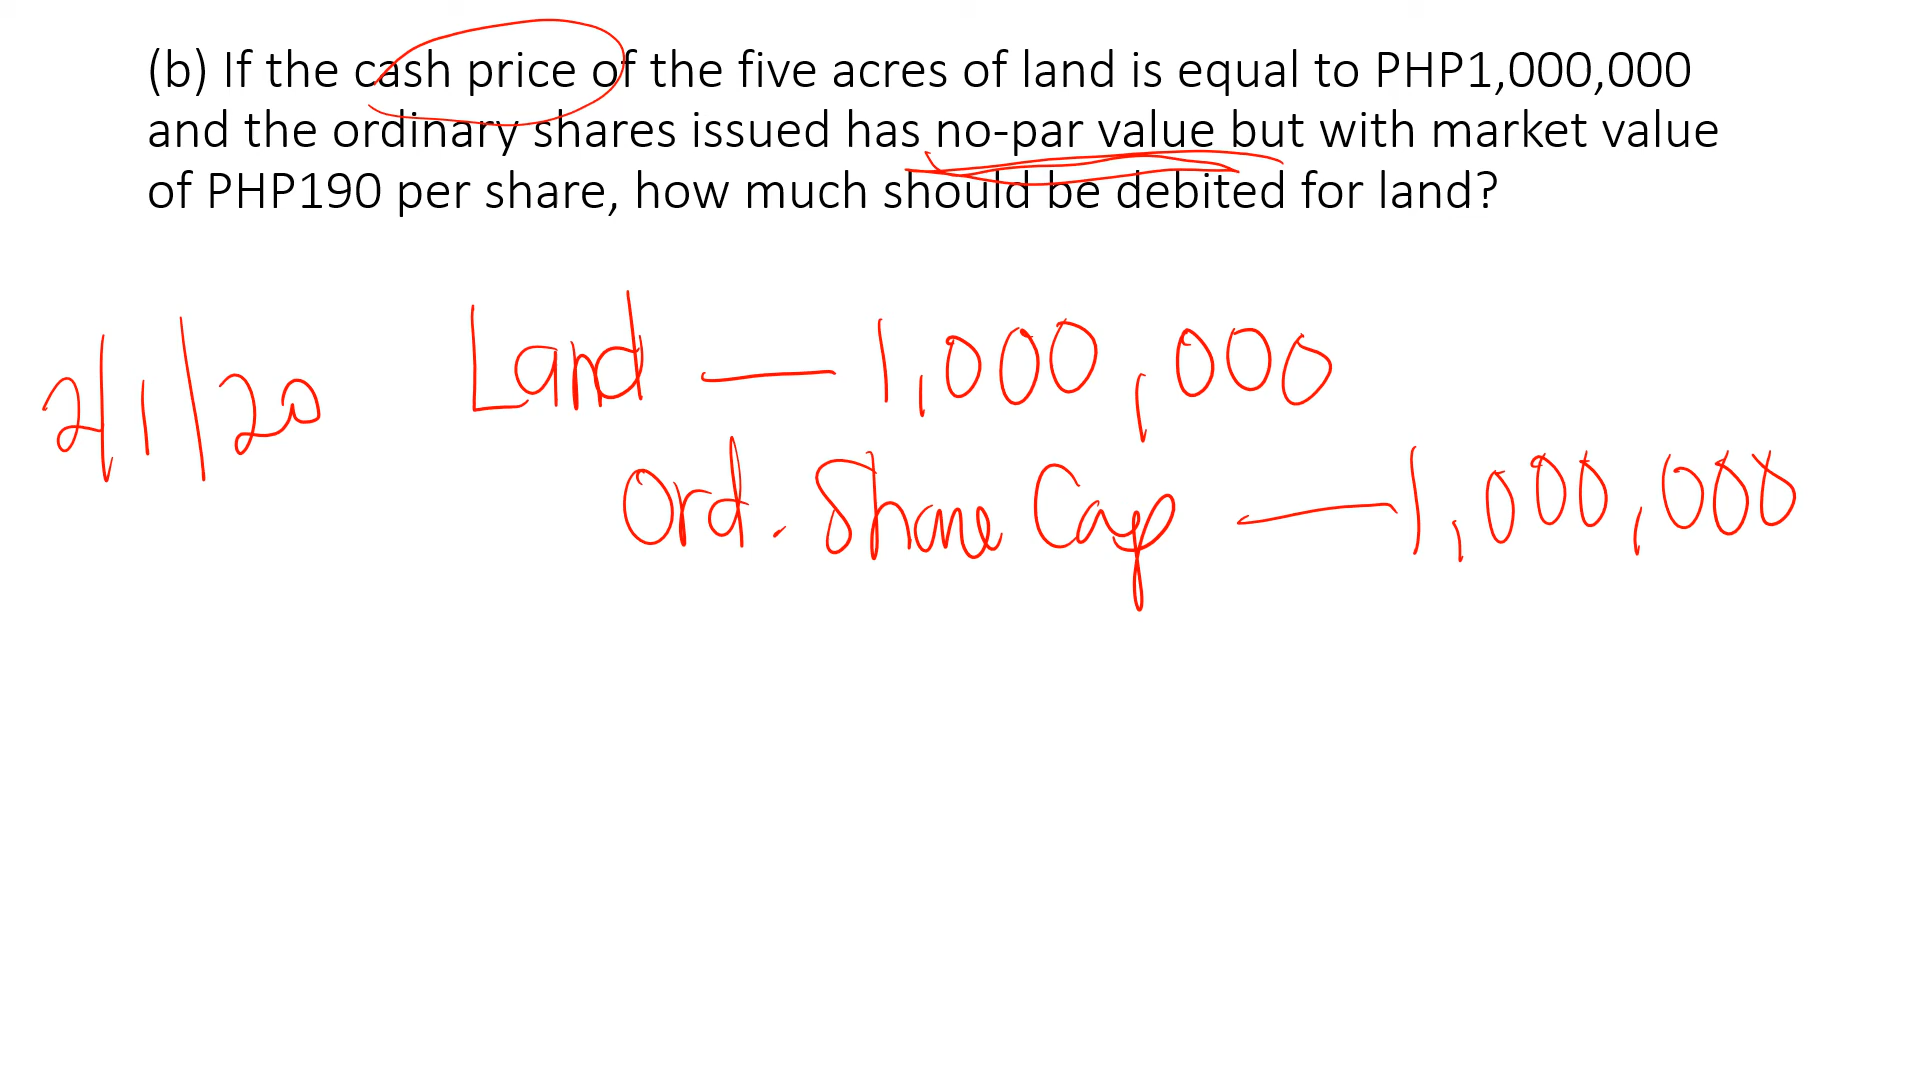 (b) If the cash price of the five acres of land is equal to PHP1,000,000
and the ordinary shares issued has no-par value but with market value
of PHP190 per share, how much should be debited for land?
2/1/20 Land — 1,000,000
Ord. Share Cap — 1,000,000